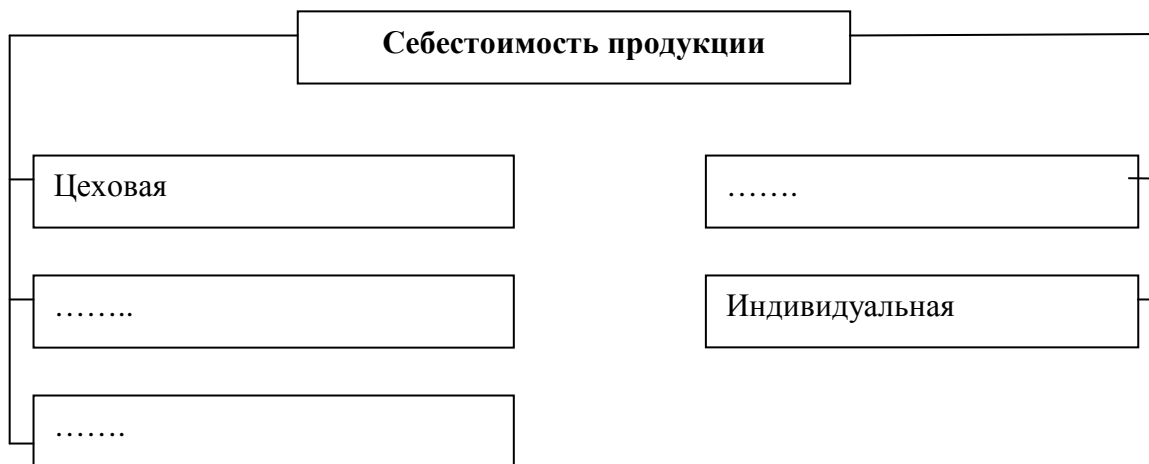 Себестоимость продукции
Цеховая
…….
……..
Индивидуальная
…….